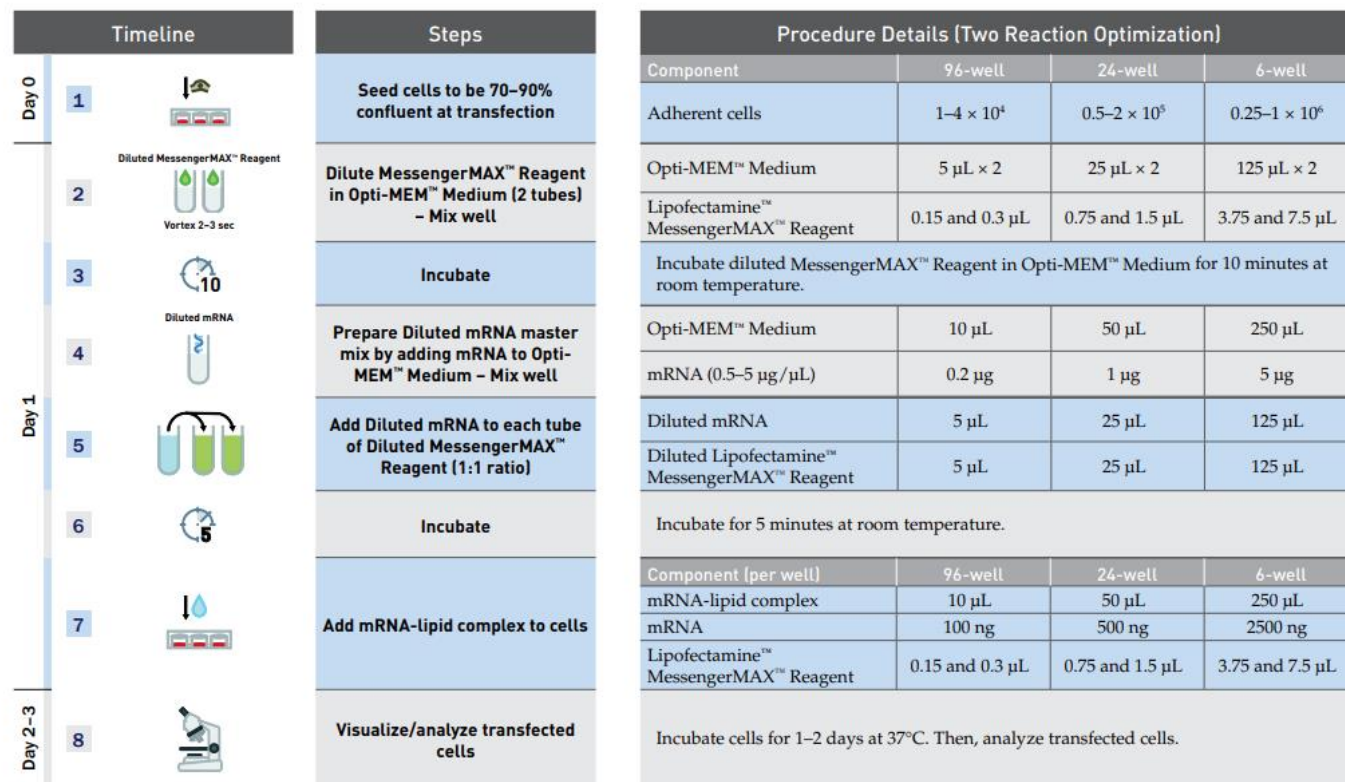 Timeline
Steps
Procedure Details (Two Reaction Optimization)
Day 0
1
Seed cells to be 70–90%
confluent at transfection
Component 96-well 24-well 6-well
Adherent cells 1–4 × 10⁴ 0.5–2 × 10⁵ 0.25–1 × 10⁶
Day 1
2
Diluted MessengerMAX™ Reagent
Vortex 2–3 sec
Dilute MessengerMAX™ Reagent
in Opti-MEM™ Medium (2 tubes)
– Mix well
Opti-MEM™ Medium 5 µL × 2 25 µL × 2 125 µL × 2
Lipofectamine™
MessengerMAX™ Reagent 0.15 and 0.3 µL 0.75 and 1.5 µL 3.75 and 7.5 µL
3
10
Incubate
Incubate diluted MessengerMAX™ Reagent in Opti-MEM™ Medium for 10 minutes at
room temperature.
4
Diluted mRNA
Prepare Diluted mRNA master
mix by adding mRNA to Opti-
MEM™ Medium – Mix well
Opti-MEM™ Medium 10 µL 50 µL 250 µL
mRNA (0.5–5 µg/µL) 0.2 µg 1 µg 5 µg
5
Add Diluted mRNA to each tube
of Diluted MessengerMAX™
Reagent (1:1 ratio)
Diluted mRNA 5 µL 25 µL 125 µL
Diluted Lipofectamine™
MessengerMAX™ Reagent 5 µL 25 µL 125 µL
6
5
Incubate
Incubate for 5 minutes at room temperature.
7
Add mRNA-lipid complex to cells
Component (per well) 96-well 24-well 6-well
mRNA-lipid complex 10 µL 50 µL 250 µL
mRNA 100 ng 500 ng 2500 ng
Lipofectamine™
MessengerMAX™ Reagent 0.15 and 0.3 µL 0.75 and 1.5 µL 3.75 and 7.5 µL
Day 2–3
8
Visualize/analyze transfected
cells
Incubate cells for 1–2 days at 37°C. Then, analyze transfected cells.